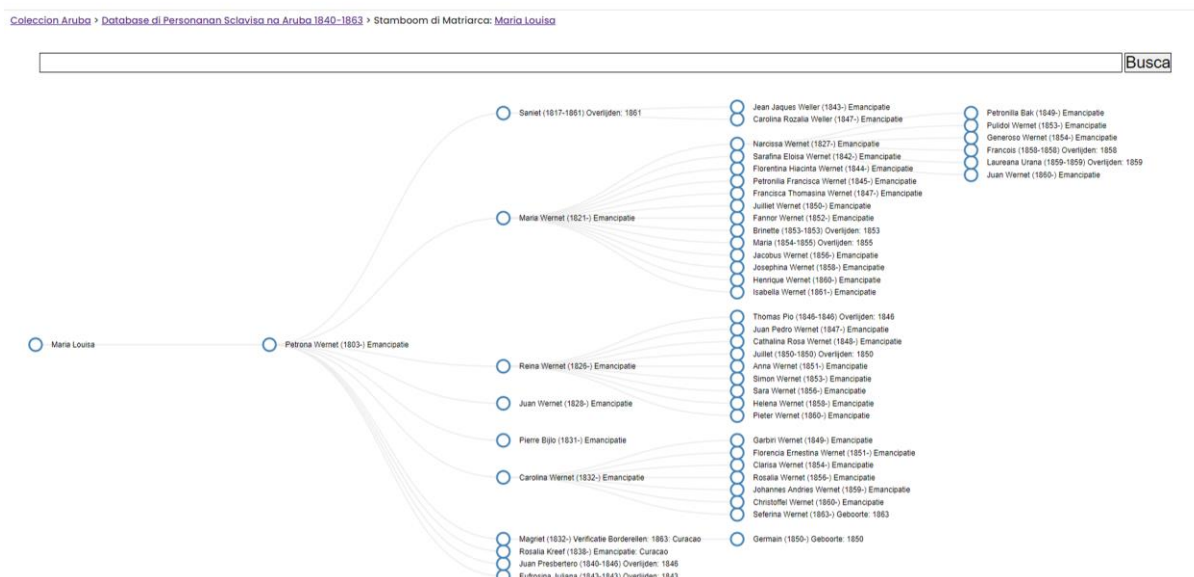 Coleccion Aruba > Database di Personanan Sclavisa na Aruba 1840-1863 > Stamboom di Matriarca: Maria Louisa
Busca
Maria Louisa
Petrona Wernet (1803-) Emancipatie
Saniet (1817-1861) Overlijden: 1861
Jean Jaques Weller (1843-) Emancipatie
Carolina Rozalia Weller (1847-) Emancipatie
Maria Wernet (1821-) Emancipatie
Narcissa Wernet (1827-) Emancipatie
Petronilla Bak (1849-) Emancipatie
Pulidol Wernet (1853-) Emancipatie
Generoso Wernet (1854-) Emancipatie
Francois (1858-1858) Overlijden: 1858
Laureana Urana (1859-1859) Overlijden: 1859
Juan Wernet (1860-) Emancipatie
Sarafina Eloisa Wernet (1842-) Emancipatie
Florentina Hiacinta Wernet (1844-) Emancipatie
Petronilia Francisca Wernet (1845-) Emancipatie
Francisca Thomasina Wernet (1847-) Emancipatie
Juilliet Wernet (1850-) Emancipatie
Fannor Wernet (1852-) Emancipatie
Brinette (1853-1853) Overlijden: 1853
Maria (1854-1855) Overlijden: 1855
Jacobus Wernet (1856-) Emancipatie
Josephina Wernet (1858-) Emancipatie
Henrique Wernet (1860-) Emancipatie
Isabella Wernet (1861-) Emancipatie
Reina Wernet (1826-) Emancipatie
Thomas Pio (1846-1846) Overlijden: 1846
Juan Pedro Wernet (1847-) Emancipatie
Cathalina Rosa Wernet (1848-) Emancipatie
Juillet (1850-1850) Overlijden: 1850
Anna Wernet (1851-) Emancipatie
Simon Wernet (1853-) Emancipatie
Sara Wernet (1856-) Emancipatie
Helena Wernet (1858-) Emancipatie
Pieter Wernet (1860-) Emancipatie
Juan Wernet (1828-) Emancipatie
Pierre Bijlo (1831-) Emancipatie
Carolina Wernet (1832-) Emancipatie
Garbiri Wernet (1849-) Emancipatie
Florencia Ernestina Wernet (1851-) Emancipatie
Clarisa Wernet (1854-) Emancipatie
Rosalia Wernet (1856-) Emancipatie
Johannes Andries Wernet (1859-) Emancipatie
Christoffel Wernet (1860-) Emancipatie
Seferina Wernet (1863-) Geboorte: 1863
Magriet (1832-) Verificatie Borderellen: 1863: Curacao
Germain (1850-) Geboorte: 1850
Rosalia Kreef (1838-) Emancipatie: Curacao
Juan Presbertero (1840-1846) Overlijden: 1846
Eufrosina Juliana (1843-1843) Overlijden: 1843